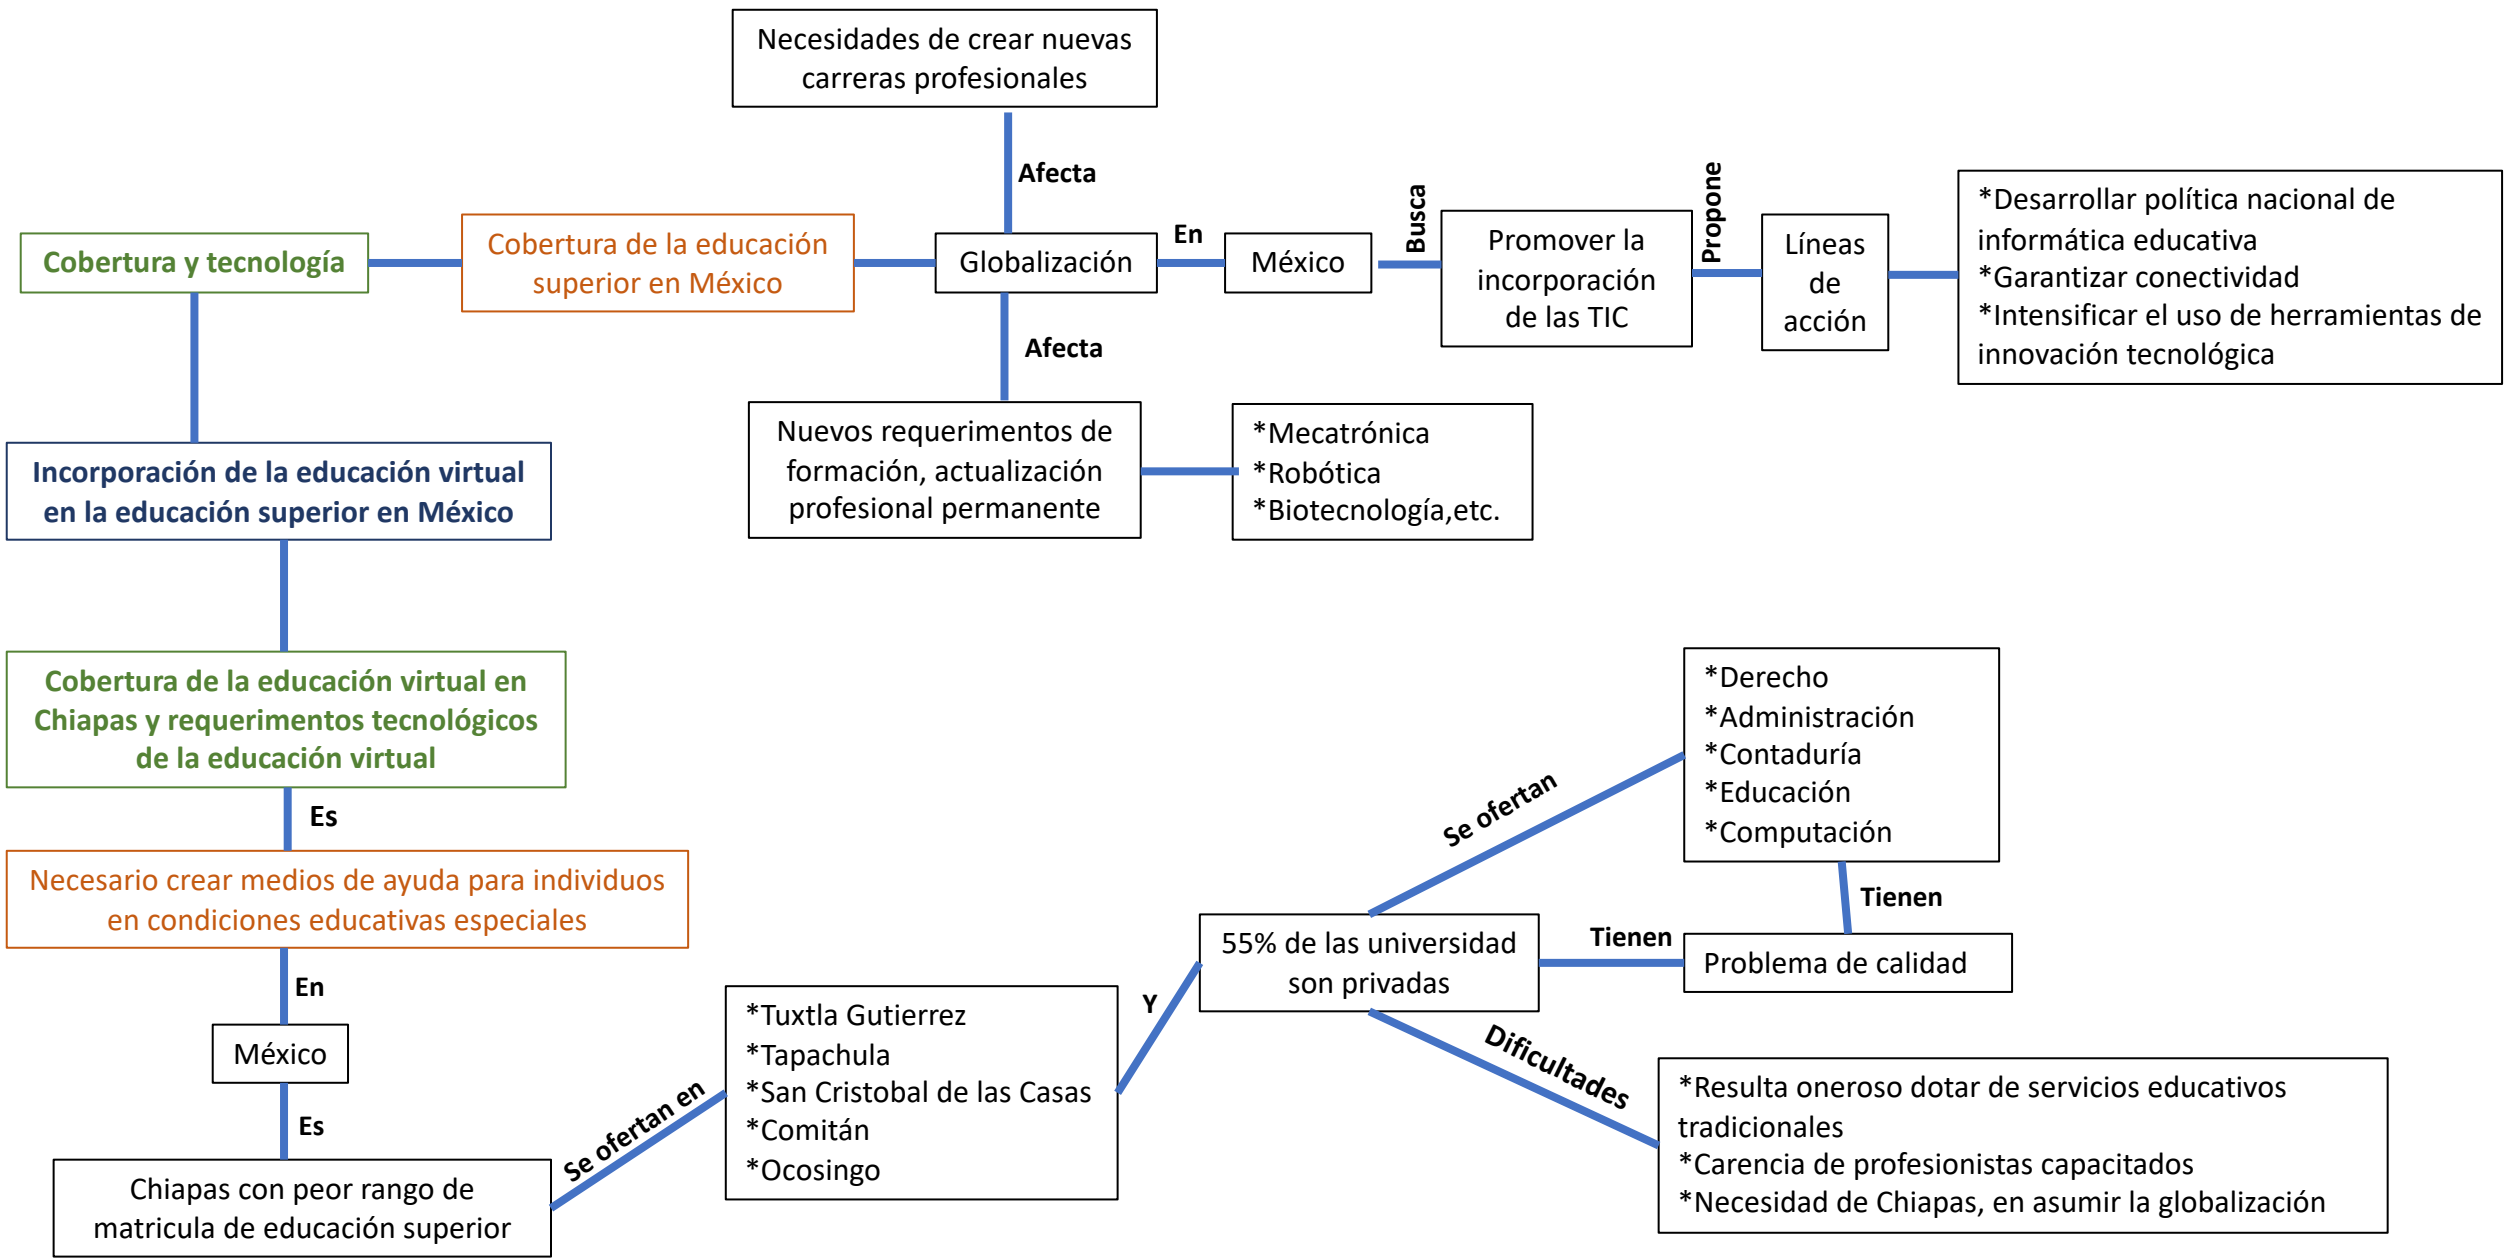 Necesidades de crear nuevas
carreras profesionales
Afecta
Cobertura y tecnología
Cobertura de la educación
superior en México
Globalización
En
México
Busca
Promover la
incorporación
de las TIC
Propone
Líneas
de
acción
*Desarrollar política nacional de
informática educativa
*Garantizar conectividad
*Intensificar el uso de herramientas de
innovación tecnológica
Afecta
Nuevos requerimentos de
formación, actualización
profesional permanente
*Mecatrónica
*Robótica
*Biotecnología,etc.
Incorporación de la educación virtual
en la educación superior en México
Cobertura de la educación virtual en
Chiapas y requerimentos tecnológicos
de la educación virtual
Es
Necesario crear medios de ayuda para individuos
en condiciones educativas especiales
En
México
Es
Chiapas con peor rango de
matricula de educación superior
Se ofertan en
*Tuxtla Gutierrez
*Tapachula
*San Cristobal de las Casas
*Comitán
*Ocosingo
Y
55% de las universidad
son privadas
Se ofertan
*Derecho
*Administración
*Contaduría
*Educación
*Computación
Tienen
Tienen
Problema de calidad
Dificultades
*Resulta oneroso dotar de servicios educativos
tradicionales
*Carencia de profesionistas capacitados
*Necesidad de Chiapas, en asumir la globalización